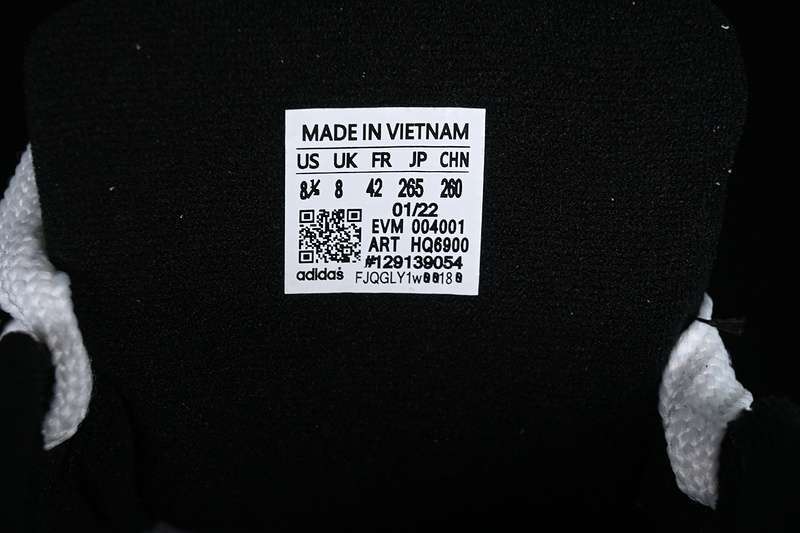 MADE IN VIETNAM
US UK FR JP CHN
8½ 8 42 265 260
01/22
EVM 004001
ART HQ6900
#129139054
adidas